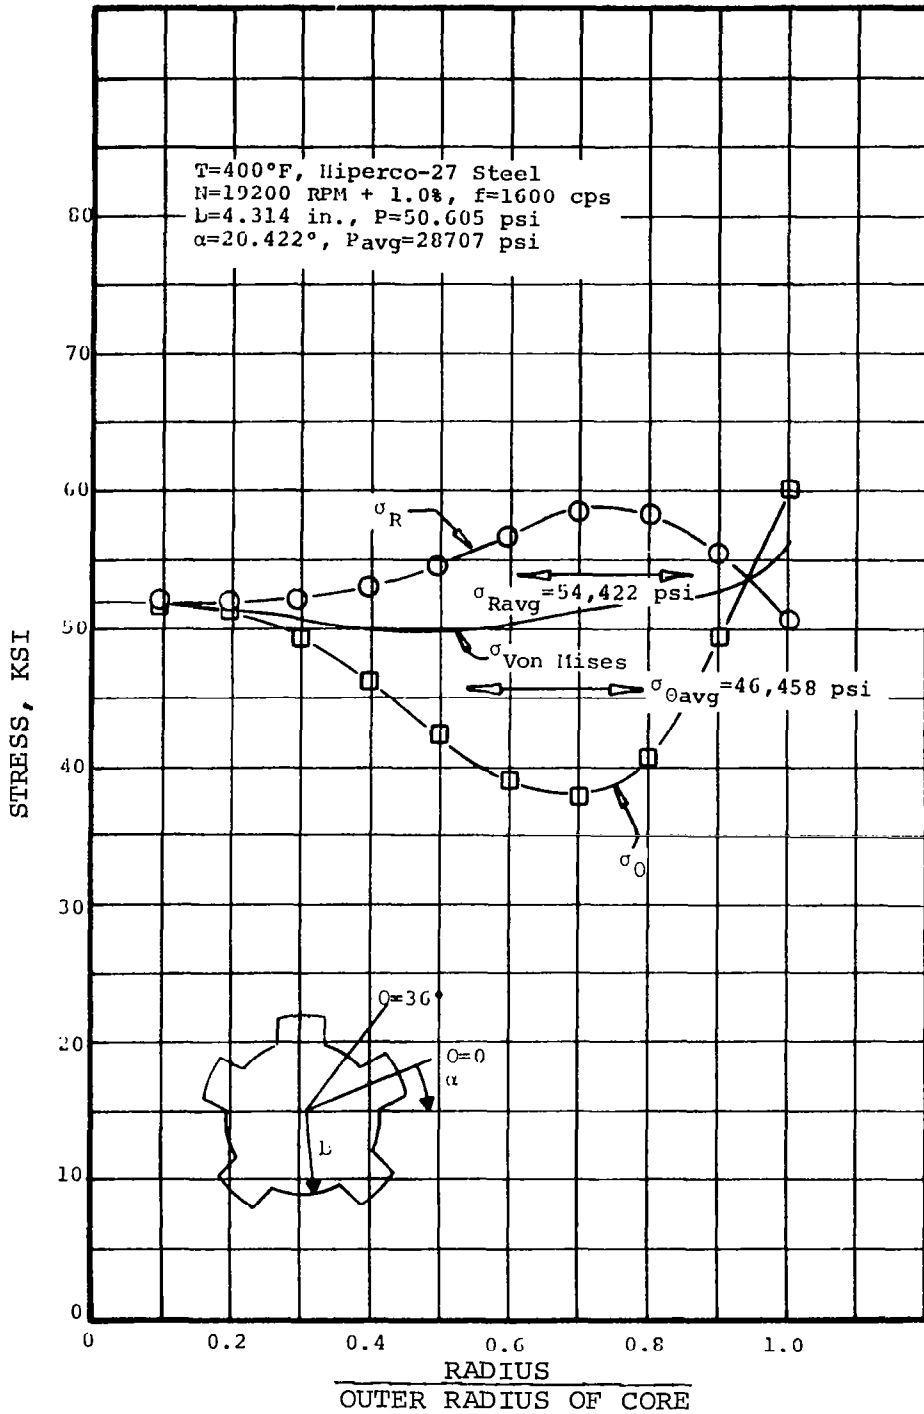 T=400°F, Hiperco-27 Steel
N=19200 RPM + 1.0%, f=1600 cps
b=4.314 in., P=50.605 psi
α=20.422°, Pavg=28707 psi
80
70
60
50
40
30
20
10
0
σR
σRavg=54,422 psi
σVon Mises
σθavg=46,458 psi
σθ
θ=36°
θ=0
α
b
STRESS, KSI
0
0.2
0.4
0.6
0.8
1.0
RADIUS
OUTER RADIUS OF CORE